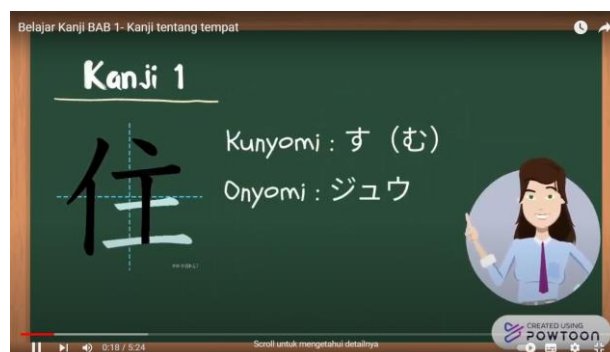 Belajar Kanji BAB 1- Kanji tentang tempat
Kanji 1
住
Kunyomi : す (む)
Onyomi : ジュウ
CREATED USING
POWTOON
0:18 / 5:24
Scroll untuk mengetahui detailnya